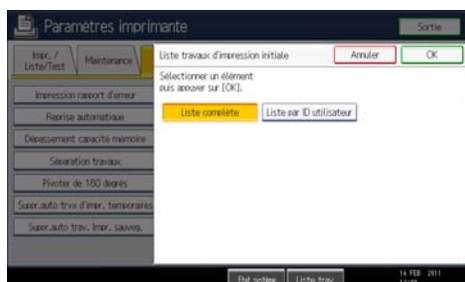 Paramètres imprimante
Sortie
Impr. /
Liste/Test
Maintenance
Liste travaux d'impression initiale
Annuler
OK
Sélectionner un élément
puis appuyer sur [OK].
Liste complète
Liste par ID utilisateur
Impression rapport d'erreur
Reprise automatique
Dépassement capacité mémoire
Séparation travaux
Pivoter de 180 degrés
Suppr.auto trvx d'impr. temporaires
Suppr.auto trav. Impr. sauveg.
Etat système
Liste trav.
14 FEB 2011